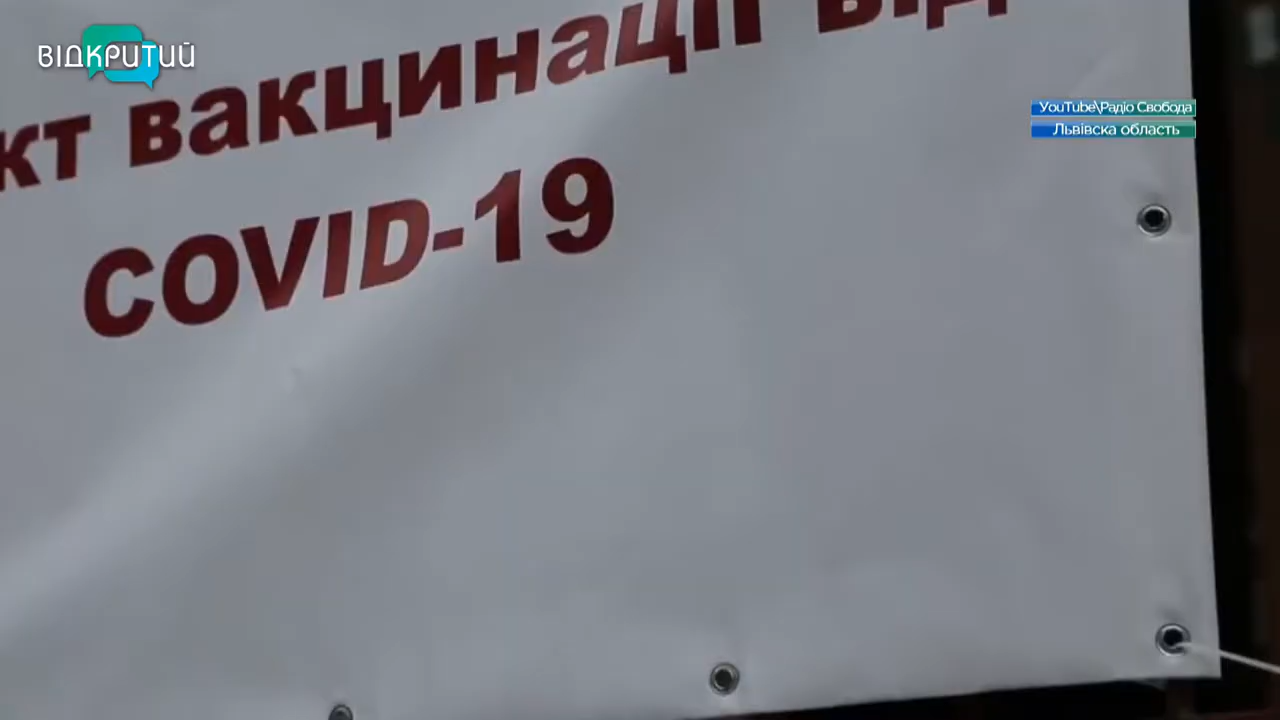 ВІДКРИТИЙ
кт вакцинації від
COVID-19
YouTube\Радіо Свобода
Львівска область